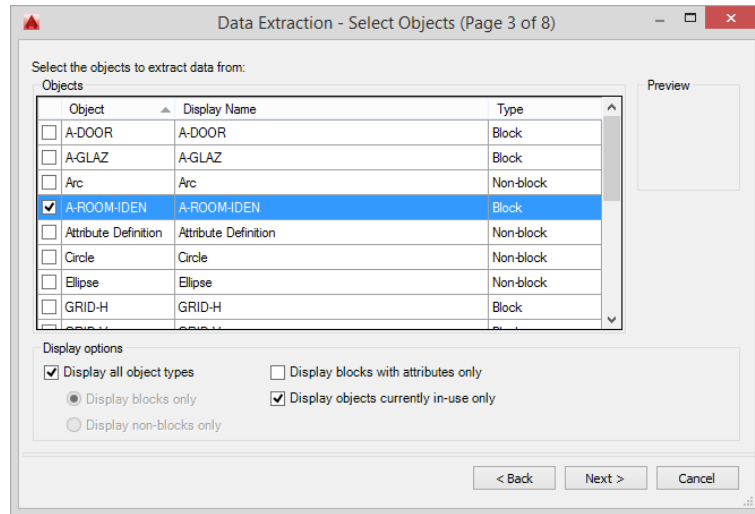 Data Extraction - Select Objects (Page 3 of 8)
Select the objects to extract data from:
Objects
Preview
Object Display Name Type
A-DOOR A-DOOR Block
A-GLAZ A-GLAZ Block
Arc Arc Non-block
A-ROOM-IDEN A-ROOM-IDEN Block
Attribute Definition Attribute Definition Non-block
Circle Circle Non-block
Ellipse Ellipse Non-block
GRID-H GRID-H Block
Display options
Display all object types Display blocks with attributes only
Display blocks only Display objects currently in-use only
Display non-blocks only
< Back Next > Cancel